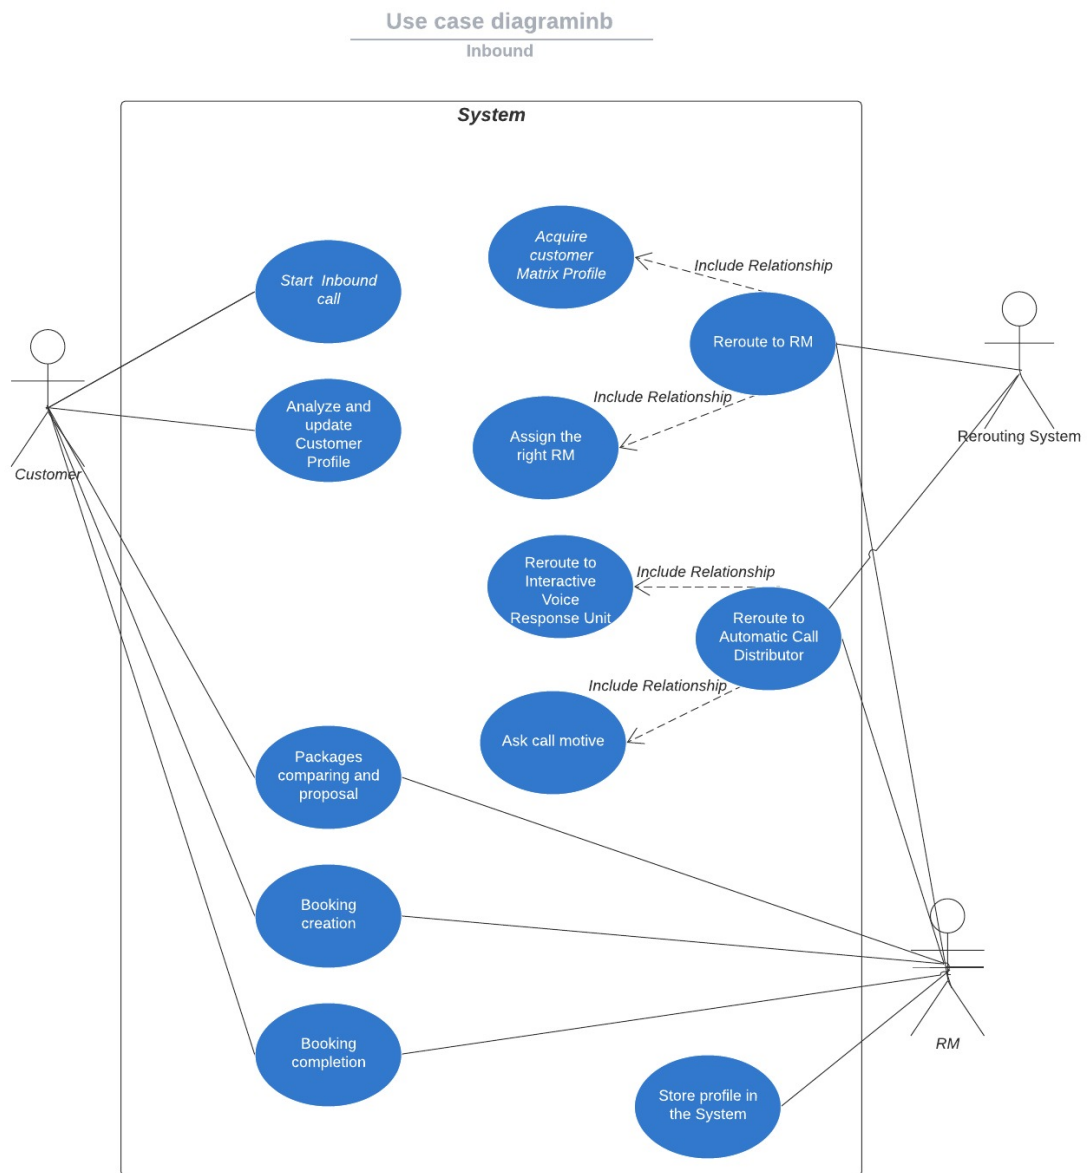 Use case diagraminb
Inbound
System
Acquire
customer
Matrix Profile
Include Relationship
Start Inbound
call
Reroute to RM
Include Relationship
Analyze and
update
Customer
Profile
Assign the
right RM
Rerouting System
Customer
Reroute to
Interactive
Voice
Response Unit
Include Relationship
Reroute to
Automatic Call
Distributor
Include Relationship
Ask call motive
Packages
comparing and
proposal
Booking
creation
Booking
completion
RM
Store profile in
the System